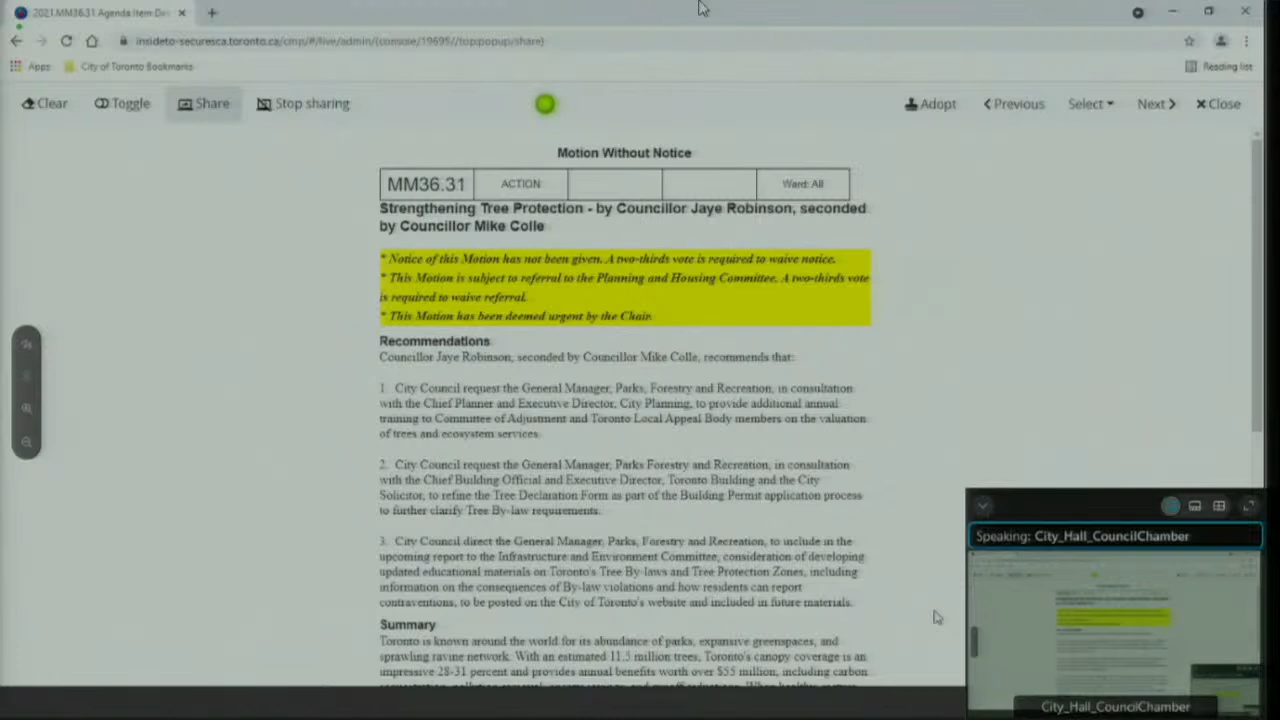 2021.MM36.31 Agenda Item De
insideto-securesca.toronto.ca/cmp/#/live/admin/(console/19695//top:popup/share)
Apps
City of Toronto Bookmarks
Reading list
Clear
Toggle
Share
Stop sharing
Adopt
Previous
Select
Next
Close
Motion Without Notice
MM36.31
ACTION
Ward: All
Strengthening Tree Protection - by Councillor Jaye Robinson, seconded
by Councillor Mike Colle
* Notice of this Motion has not been given. A two-thirds vote is required to waive notice.
* This Motion is subject to referral to the Planning and Housing Committee. A two-thirds vote
is required to waive referral.
* This Motion has been deemed urgent by the Chair.
Recommendations
Councillor Jaye Robinson, seconded by Councillor Mike Colle, recommends that:
1. City Council request the General Manager, Parks, Forestry and Recreation, in consultation
with the Chief Planner and Executive Director, City Planning, to provide additional annual
training to Committee of Adjustment and Toronto Local Appeal Body members on the valuation
of trees and ecosystem services.
2. City Council request the General Manager, Parks Forestry and Recreation, in consultation
with the Chief Building Official and Executive Director, Toronto Building and the City
Solicitor, to refine the Tree Declaration Form as part of the Building Permit application process
to further clarify Tree By-law requirements.
3. City Council direct the General Manager, Parks, Forestry and Recreation, to include in the
upcoming report to the Infrastructure and Environment Committee, consideration of developing
updated educational materials on Toronto's Tree By-laws and Tree Protection Zones, including
information on the consequences of By-law violations and how residents can report
contraventions, to be posted on the City of Toronto's website and included in future materials.
Summary
Toronto is known around the world for its abundance of parks, expansive greenspaces, and
sprawling ravine network. With an estimated 11.5 million trees, Toronto's canopy coverage is an
impressive 28-31 percent and provides annual benefits worth over $55 million, including carbon
Speaking: City_Hall_CouncilChamber
City_Hall_CouncilChamber